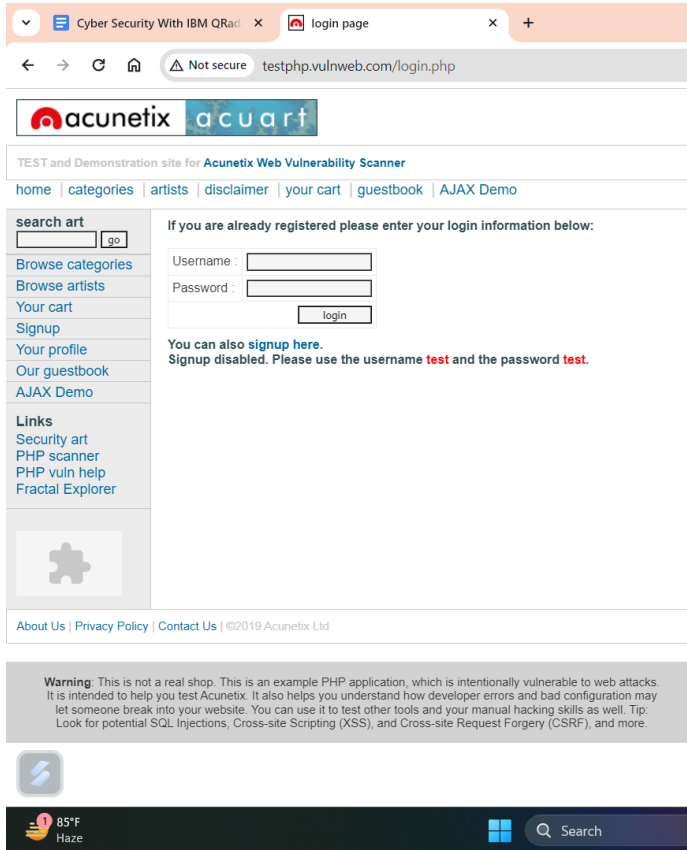 Cyber Security With IBM QRad
login page
Not secure testphp.vulnweb.com/login.php
acunetix acuart
TEST and Demonstration site for Acunetix Web Vulnerability Scanner
home | categories | artists | disclaimer | your cart | guestbook | AJAX Demo
search art
go
Browse categories
Browse artists
Your cart
Signup
Your profile
Our guestbook
AJAX Demo
Links
Security art
PHP scanner
PHP vuln help
Fractal Explorer
If you are already registered please enter your login information below:
Username :
Password :
login
You can also signup here.
Signup disabled. Please use the username test and the password test.
About Us | Privacy Policy | Contact Us | ©2019 Acunetix Ltd
Warning: This is not a real shop. This is an example PHP application, which is intentionally vulnerable to web attacks.
It is intended to help you test Acunetix. It also helps you understand how developer errors and bad configuration may
let someone break into your website. You can use it to test other tools and your manual hacking skills as well. Tip:
Look for potential SQL Injections, Cross-site Scripting (XSS), and Cross-site Request Forgery (CSRF), and more.
1
85°F
Haze
Search